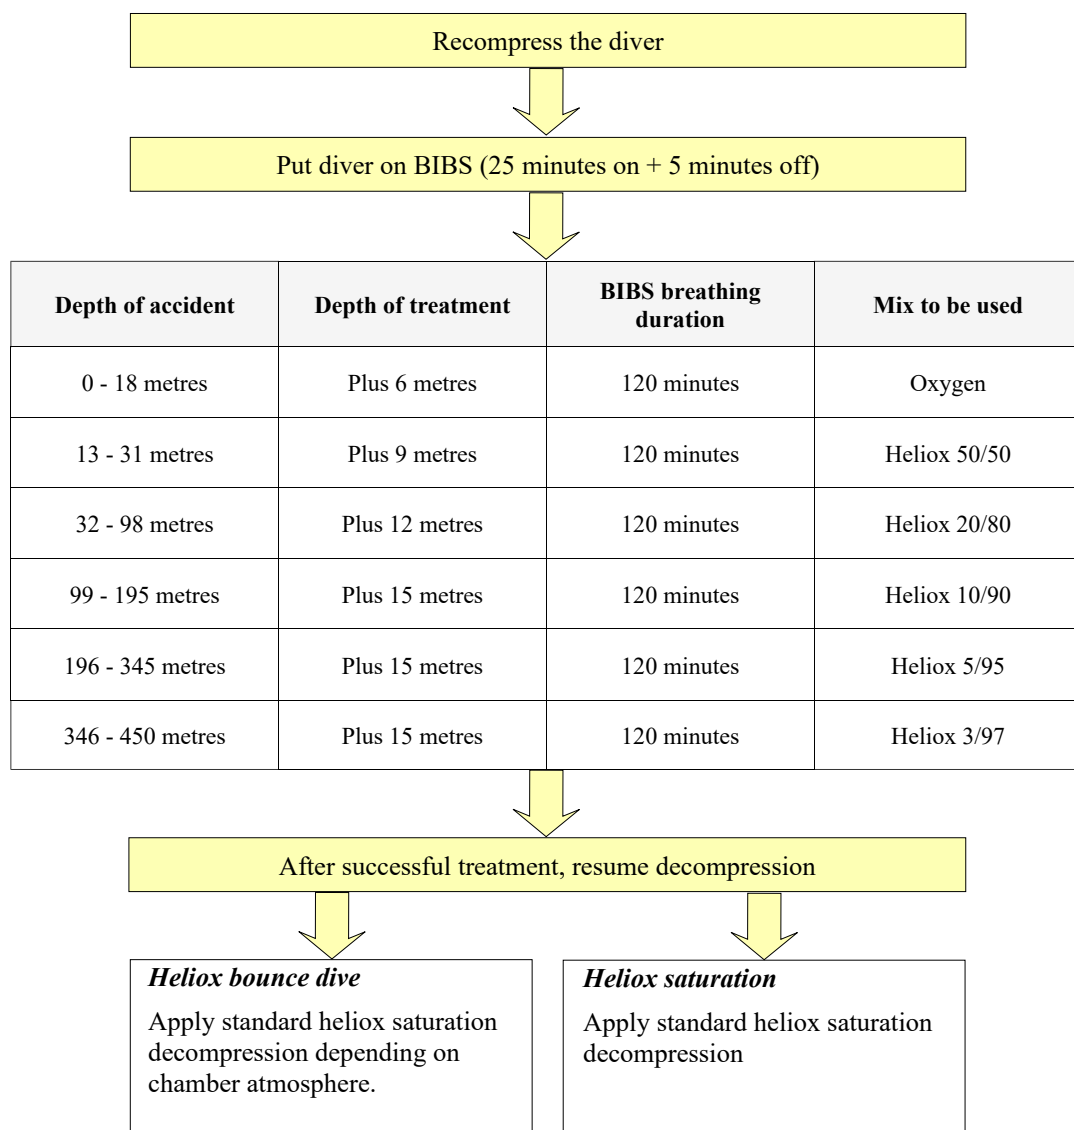 Recompress the diver
Put diver on BIBS (25 minutes on + 5 minutes off)
Depth of accident
Depth of treatment
BIBS breathing
duration
Mix to be used
0 - 18 metres
Plus 6 metres
120 minutes
Oxygen
13 - 31 metres
Plus 9 metres
120 minutes
Heliox 50/50
32 - 98 metres
Plus 12 metres
120 minutes
Heliox 20/80
99 - 195 metres
Plus 15 metres
120 minutes
Heliox 10/90
196 - 345 metres
Plus 15 metres
120 minutes
Heliox 5/95
346 - 450 metres
Plus 15 metres
120 minutes
Heliox 3/97
After successful treatment, resume decompression
Heliox bounce dive
Apply standard heliox saturation
decompression depending on
chamber atmosphere.
Heliox saturation
Apply standard heliox saturation
decompression